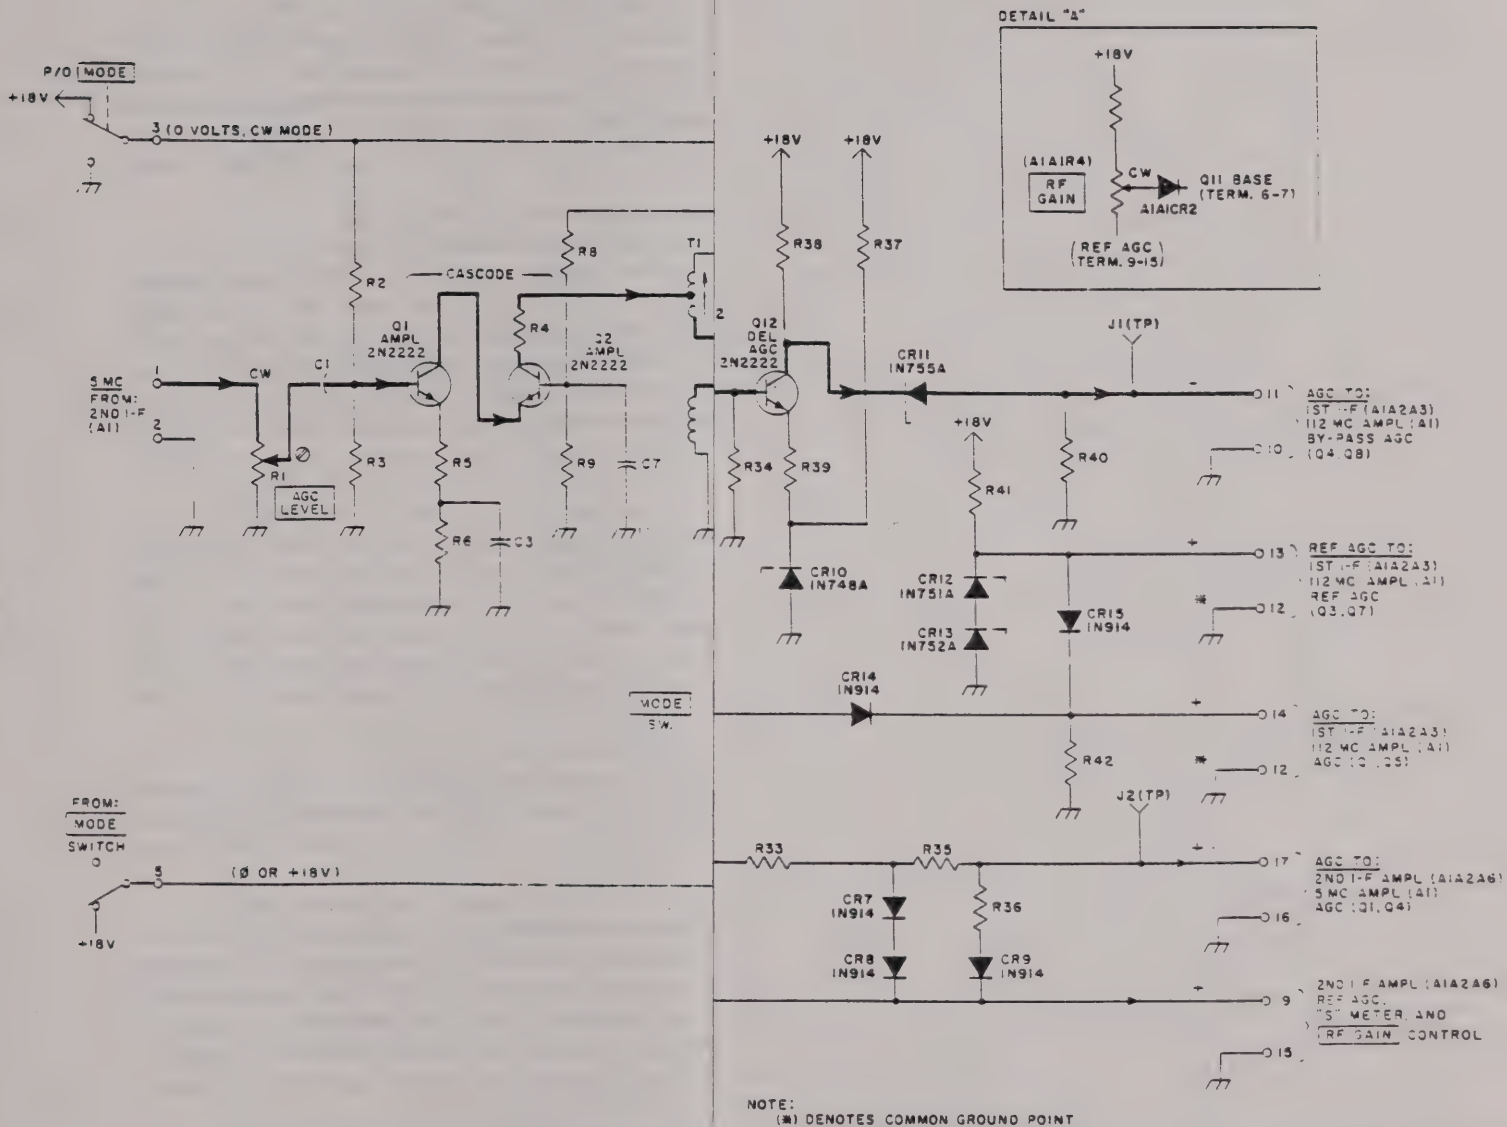 DETAIL "A"
+18V
(A1A1R4)
RF
GAIN
CW
A1A1CR2
Q11 BASE
(TERM. 6-7)
(REF AGC)
(TERM. 9-15)
P/O MODE
+18V
3 (0 VOLTS, CW MODE)
+18V
+18V
R38
R37
R8
T1
2
R2
CASCODE
R4
Q1
AMPL
2N2222
Q2
AMPL
2N2222
Q12
DEL
AGC
2N2222
CR11
1N755A
J1(TP)
5 MC
FROM:
2ND I-F
(A1)
1
2
CW
C1
R1
AGC
LEVEL
R3
R5
R6
C3
R9
C7
R34
R39
+18V
R41
R40
-
11
10
AGC TO:
1ST I-F (A1A2A3)
112 MC AMPL (A1)
BY-PASS AGC
(Q4,Q8)
CR10
1N748A
CR12
1N751A
CR13
1N752A
CR15
1N914
+
13
*
12
REF AGC TO:
1ST I-F (A1A2A3)
112 MC AMPL (A1)
REF AGC
(Q3,Q7)
MODE
SW.
CR14
1N914
R42
+
14
*
12
AGC TO:
1ST I-F (A1A2A3)
112 MC AMPL (A1)
AGC (Q1,Q5)
J2(TP)
FROM:
MODE
SWITCH
5
(Ø OR +18V)
+18V
R33
R35
CR7
1N914
R36
CR8
1N914
CR9
1N914
+
17
16
AGC TO:
2ND I-F AMPL (A1A2A6)
5 MC AMPL (A1)
AGC (Q1,Q4)
+
9
15
2ND I-F AMPL (A1A2A6)
REF AGC,
"S" METER, AND
RF GAIN CONTROL
NOTE:
(*) DENOTES COMMON GROUND POINT